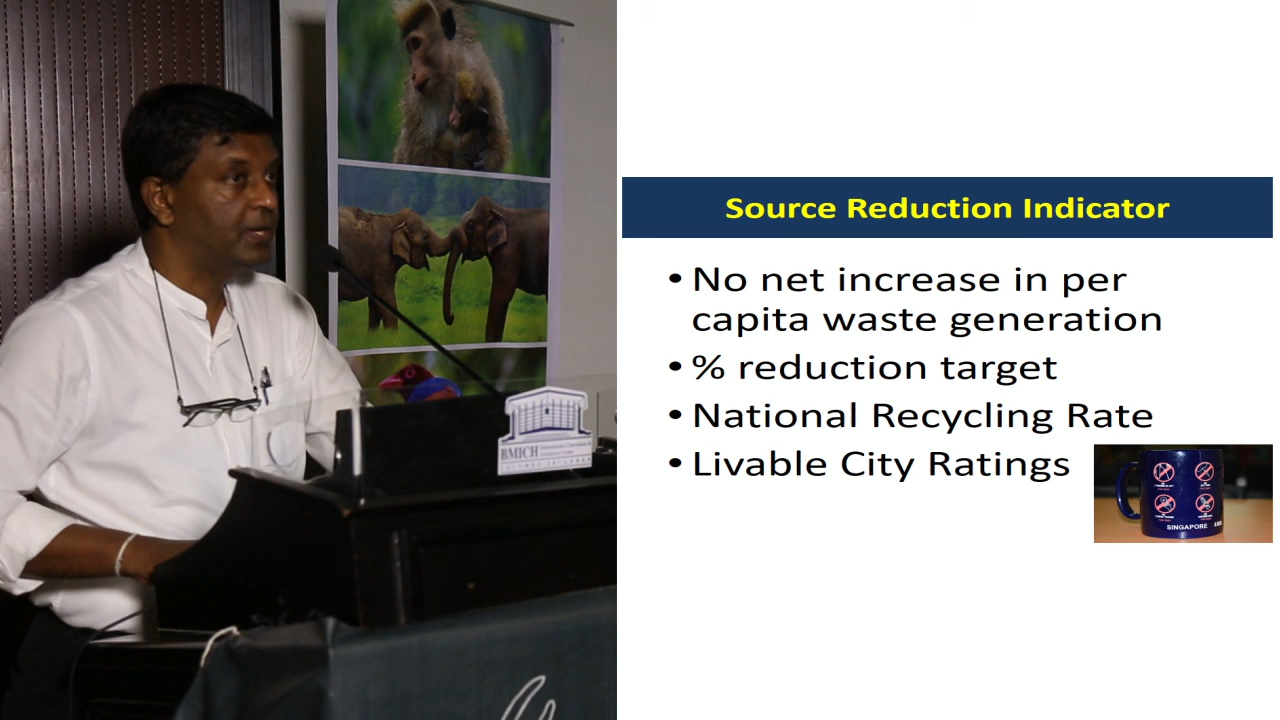 BMICH
Source Reduction Indicator
• No net increase in per
capita waste generation
• % reduction target
• National Recycling Rate
• Livable City Ratings
SINGAPORE